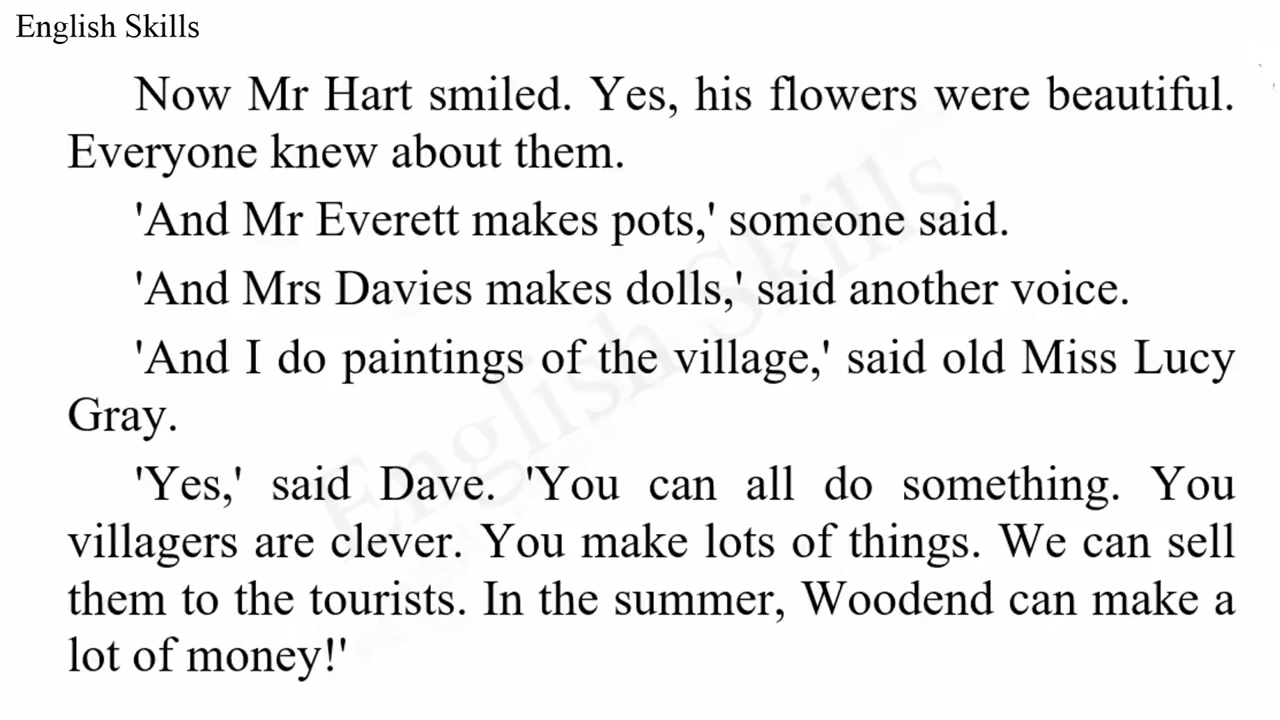 English Skills
Now Mr Hart smiled. Yes, his flowers were beautiful.
Everyone knew about them.
'And Mr Everett makes pots,' someone said.
'And Mrs Davies makes dolls,' said another voice.
'And I do paintings of the village,' said old Miss Lucy
Gray.
'Yes,' said Dave. 'You can all do something. You
villagers are clever. You make lots of things. We can sell
them to the tourists. In the summer, Woodend can make a
lot of money!'
English Skills